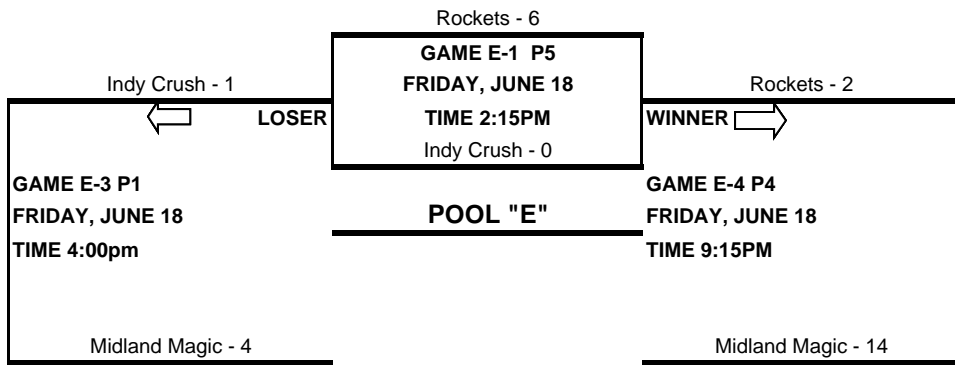 Rockets - 6
GAME E-1 P5
Indy Crush - 1
FRIDAY, JUNE 18
Rockets - 2
LOSER
TIME 2:15PM
WINNER
Indy Crush - 0
GAME E-3 P1
GAME E-4 P4
FRIDAY, JUNE 18
POOL "E"
FRIDAY, JUNE 18
TIME 4:00pm
TIME 9:15PM
Midland Magic - 4
Midland Magic - 14